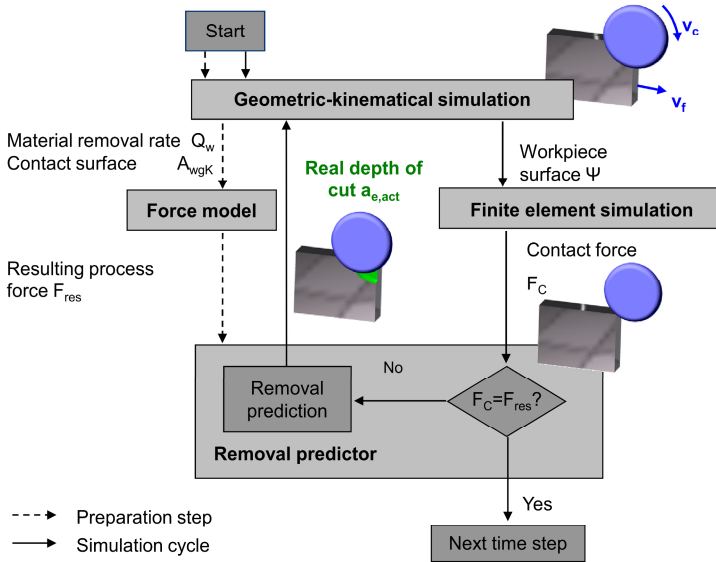 Start
v_c
Geometric-kinematical simulation
v_f
Material removal rate Q_w
Contact surface A_wgK
Real depth of
cut a_e,act
Workpiece
surface Ψ
Force model
Finite element simulation
Resulting process
force F_res
Contact force
F_C
No
Removal
prediction
F_C=F_res?
Removal predictor
Yes
Preparation step
Simulation cycle
Next time step